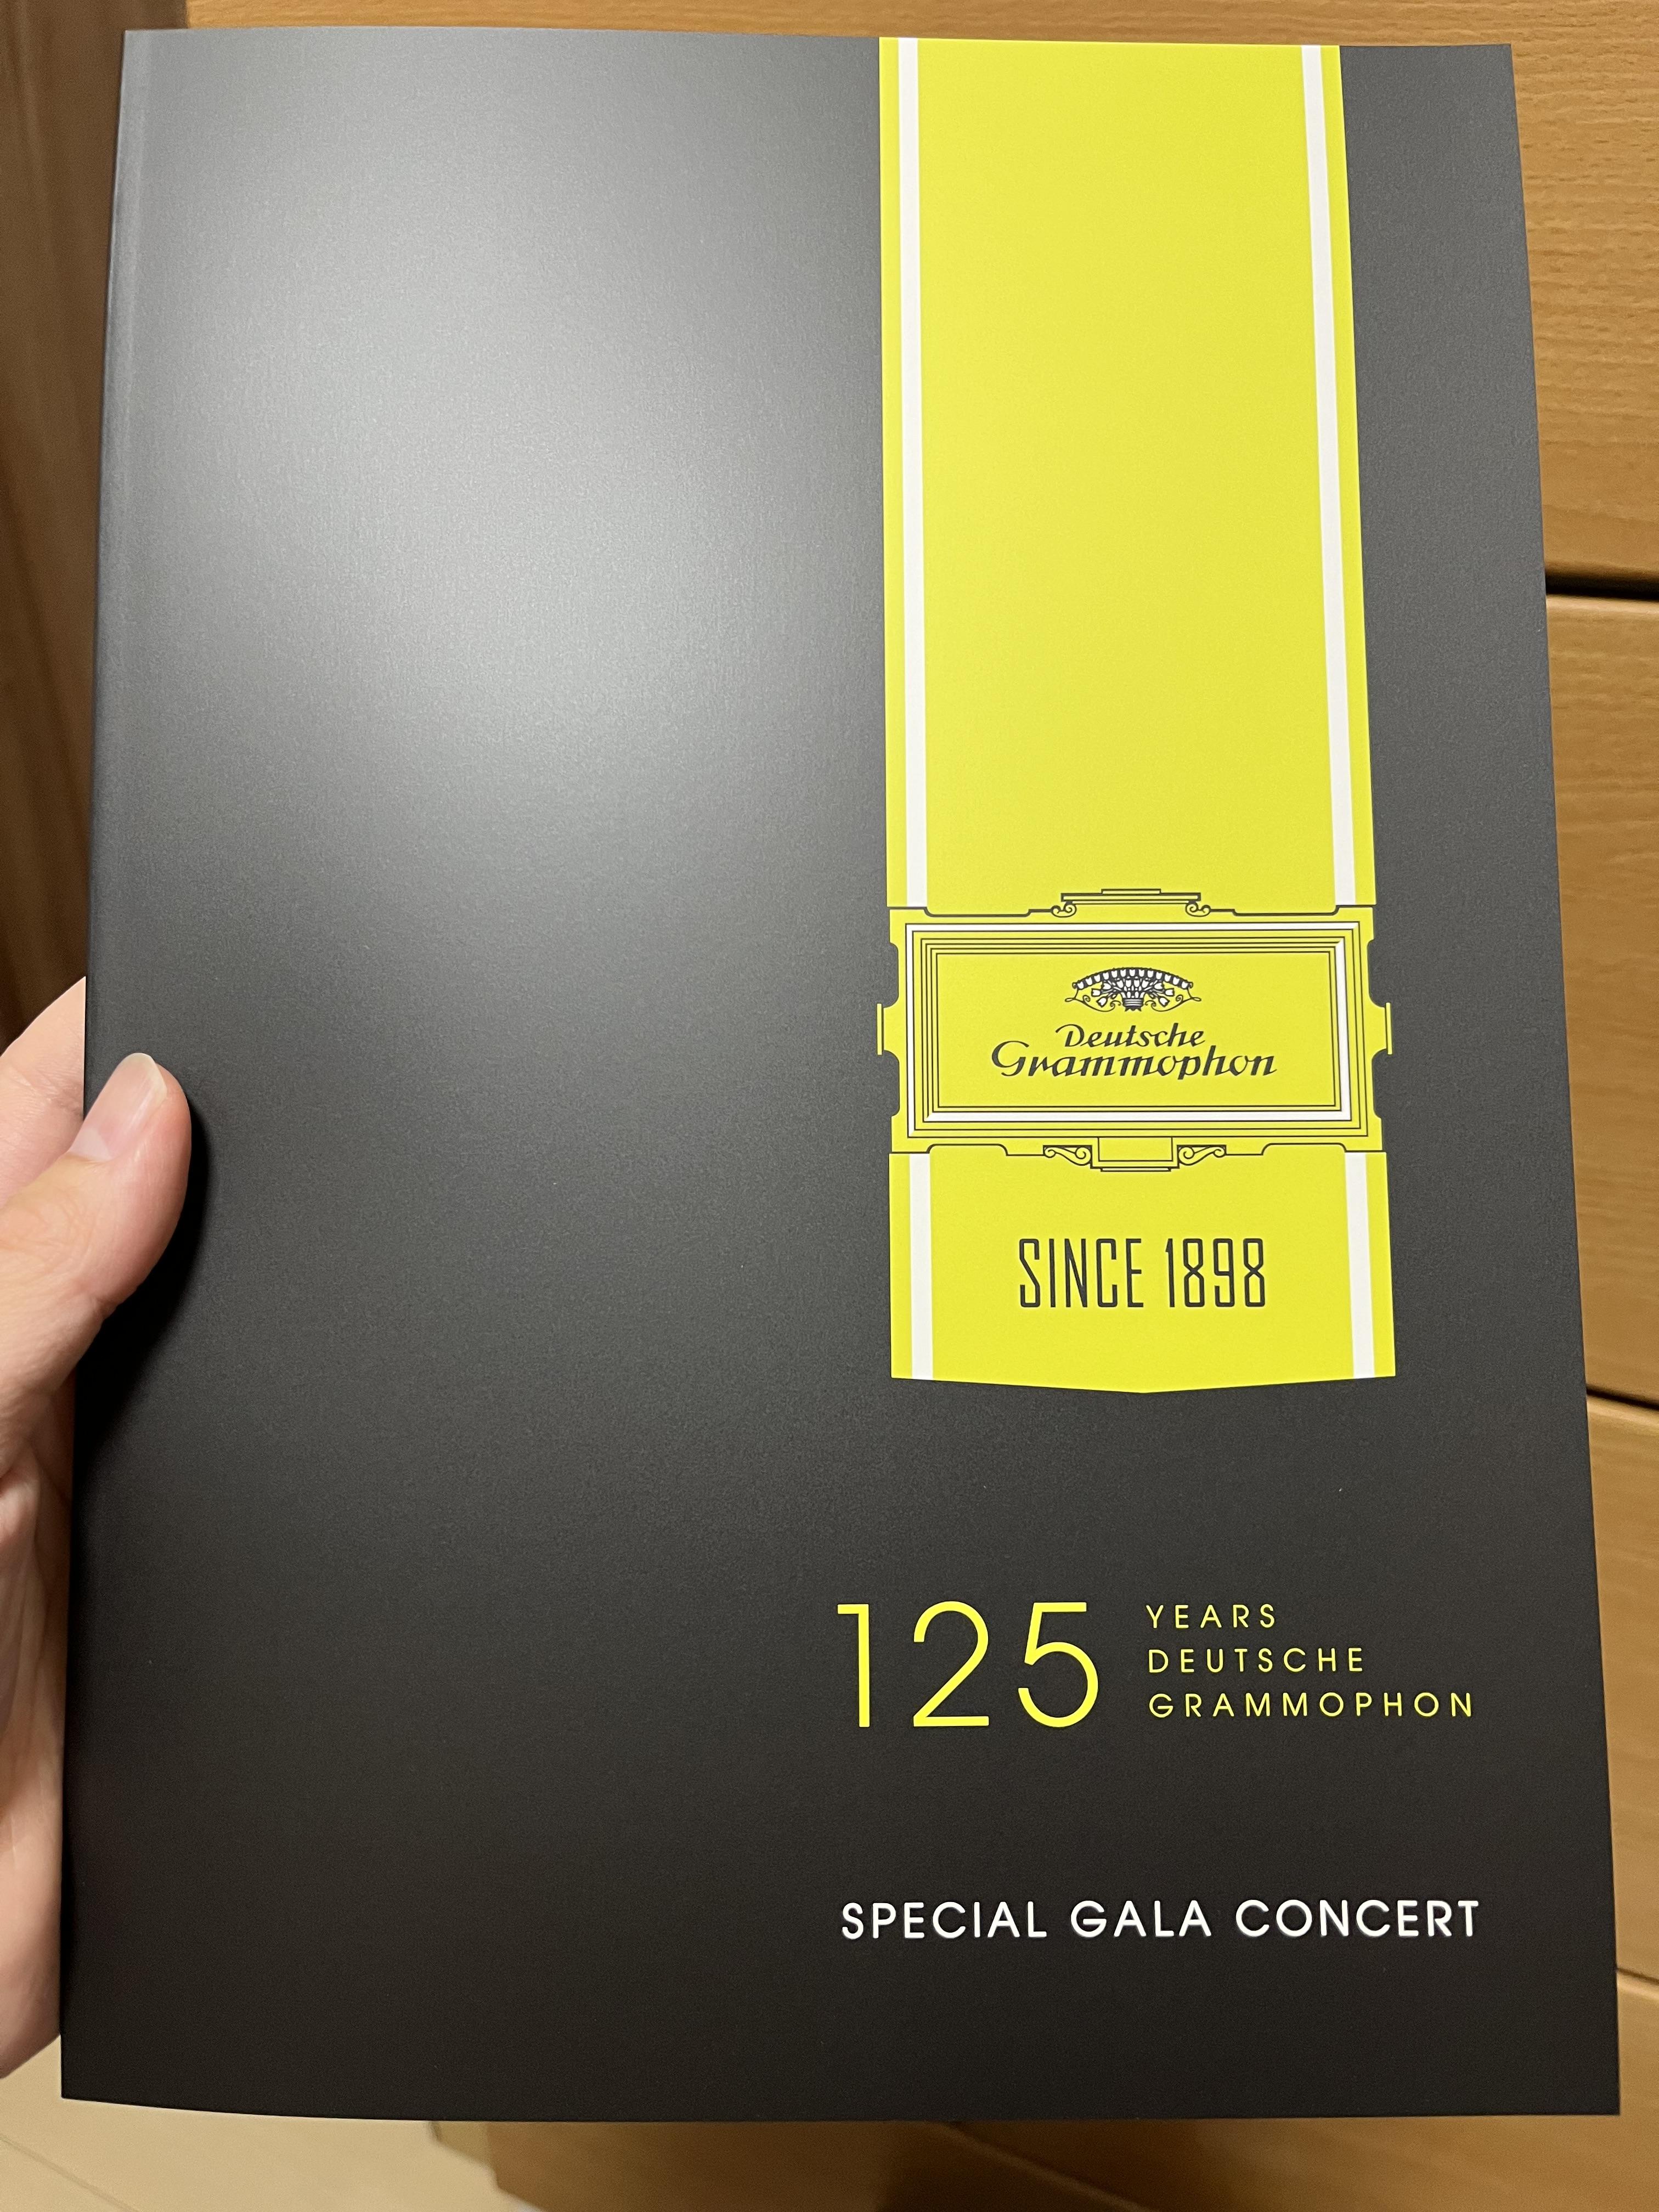 Deutsche
Grammophon
SINCE 1898
125
YEARS
DEUTSCHE
GRAMMOPHON
SPECIAL GALA CONCERT